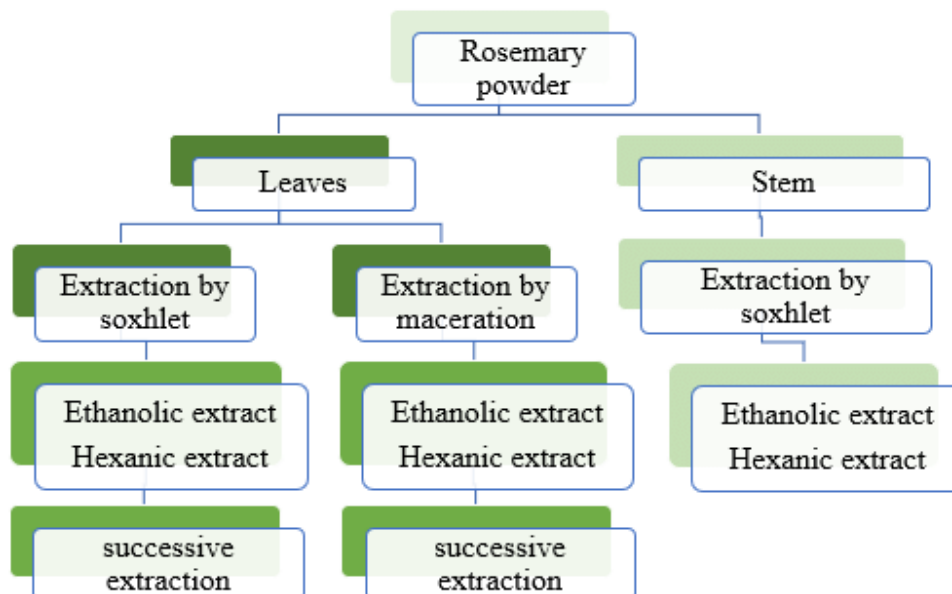 Rosemary
powder
Leaves
Stem
Extraction by
soxhlet
Extraction by
maceration
Extraction by
soxhlet
Ethanolic extract
Hexanic extract
Ethanolic extract
Hexanic extract
Ethanolic extract
Hexanic extract
successive
extraction
successive
extraction